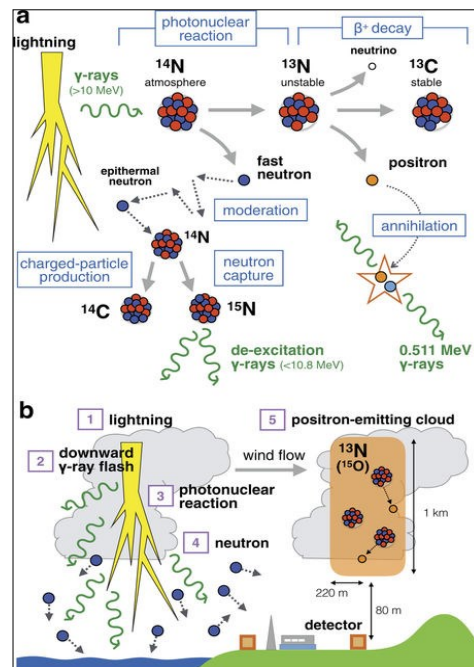 a
photonuclear
reaction
β⁺ decay
lightning
γ-rays
(>10 MeV)
¹⁴N
atmosphere
¹³N
unstable
neutrino
¹³C
stable
epithermal
neutron
fast
neutron
positron
moderation
annihilation
¹⁴N
charged-particle
production
neutron
capture
¹⁴C
¹⁵N
de-excitation
γ-rays (<10.8 MeV)
0.511 MeV
γ-rays
b
1 lightning
2 downward
γ-ray flash
3 photonuclear
reaction
4 neutron
wind flow
5 positron-emitting cloud
¹³N
(¹⁵O)
1 km
220 m
80 m
detector